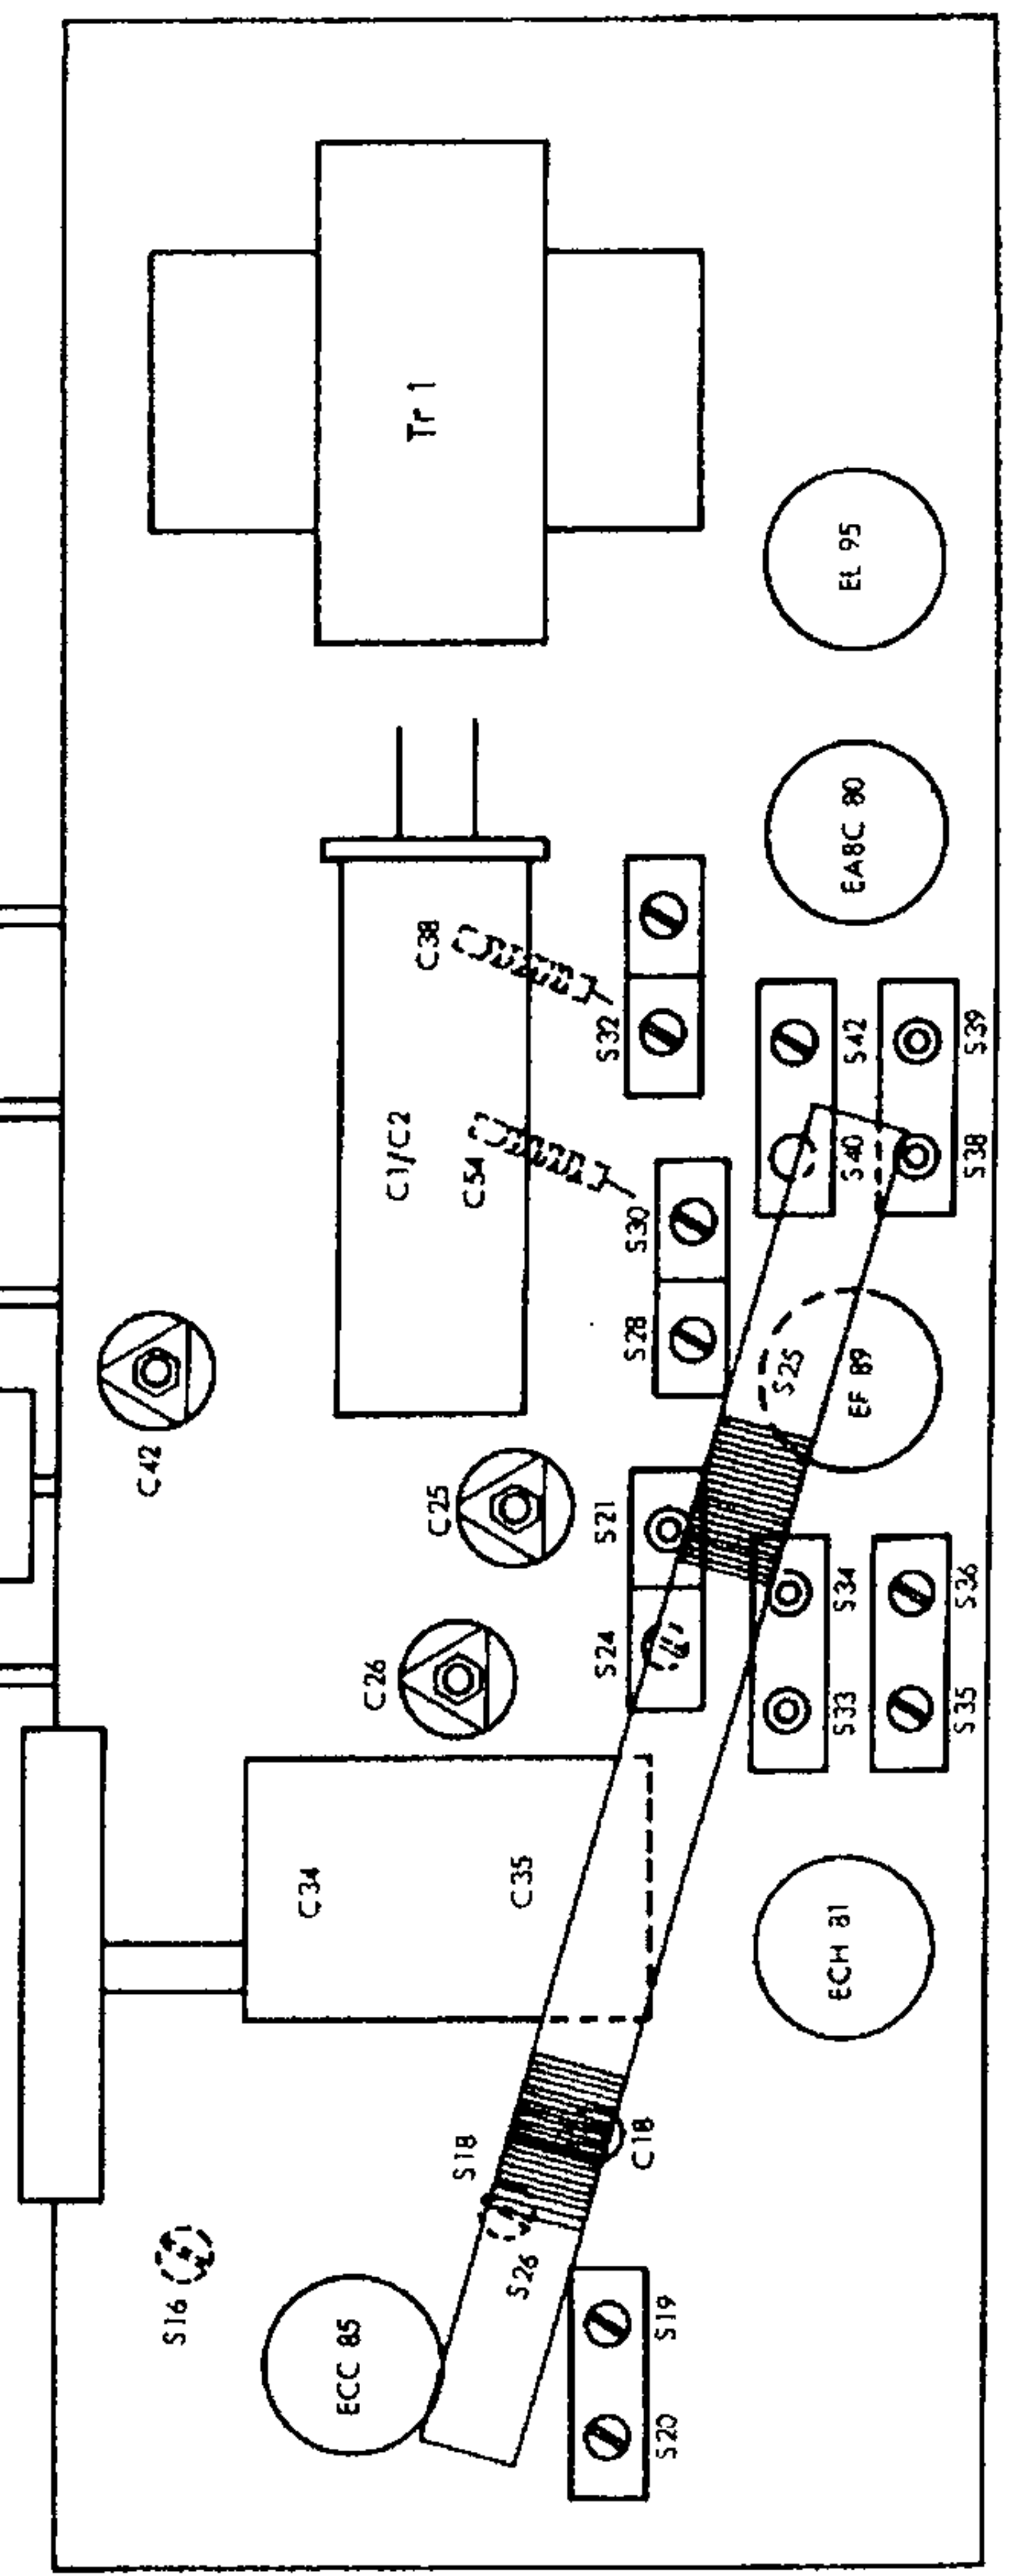 Tr 1
EL 95
EA8C 80
C38
S32
S42
S39
C1/C2
C54
S40
S38
S30
S28
S25
EF 89
C42
C25
S21
S34
S36
C26
S24
S33
S35
C34
C35
ECH 81
S18
C18
S16
S26
ECC 85
S19
S20